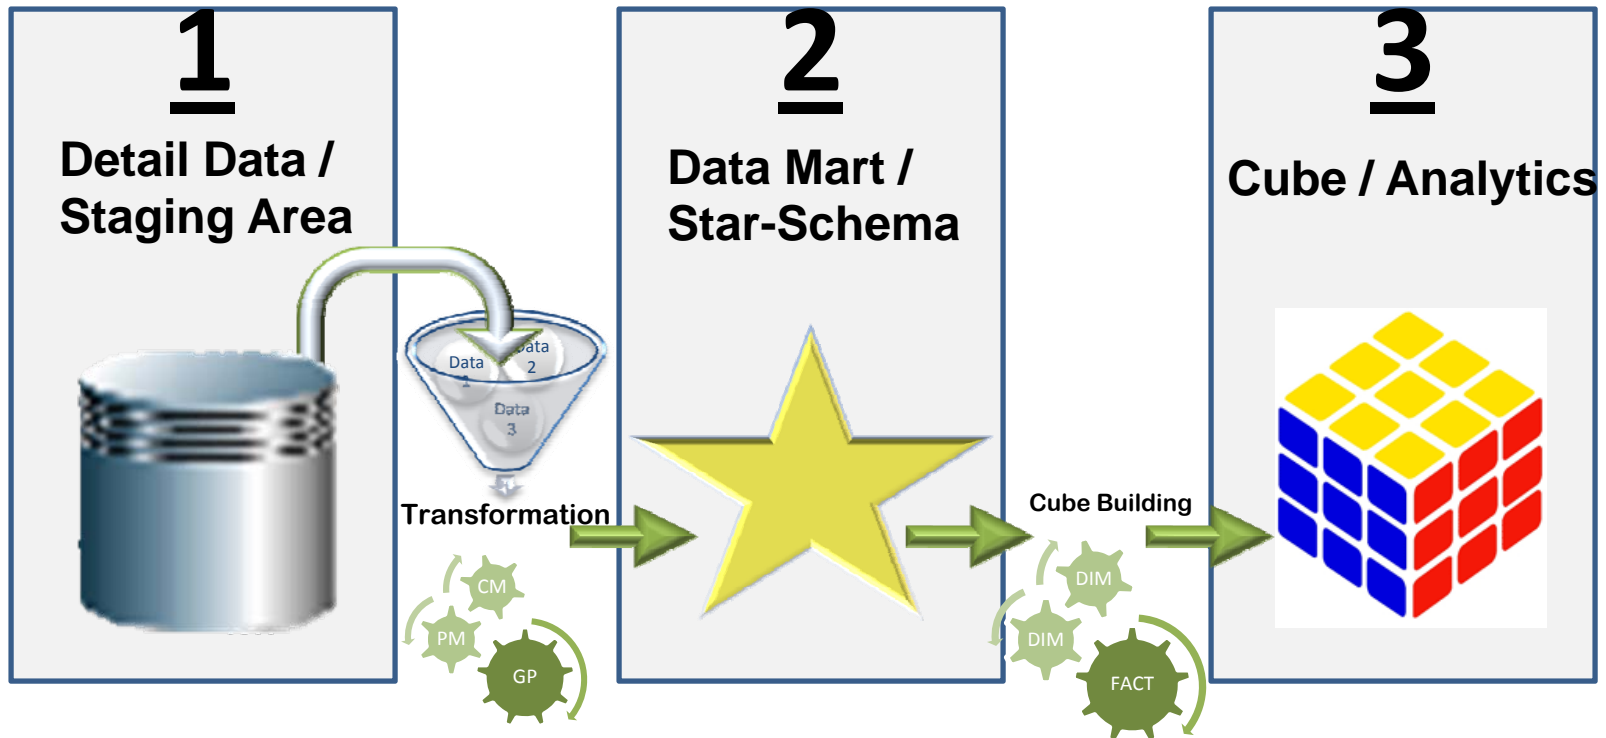 1
Detail Data /
Staging Area
Data
1
Data
2
Data
3
Transformation
CM
PM
GP
2
Data Mart /
Star-Schema
Cube Building
DIM
DIM
FACT
3
Cube / Analytics